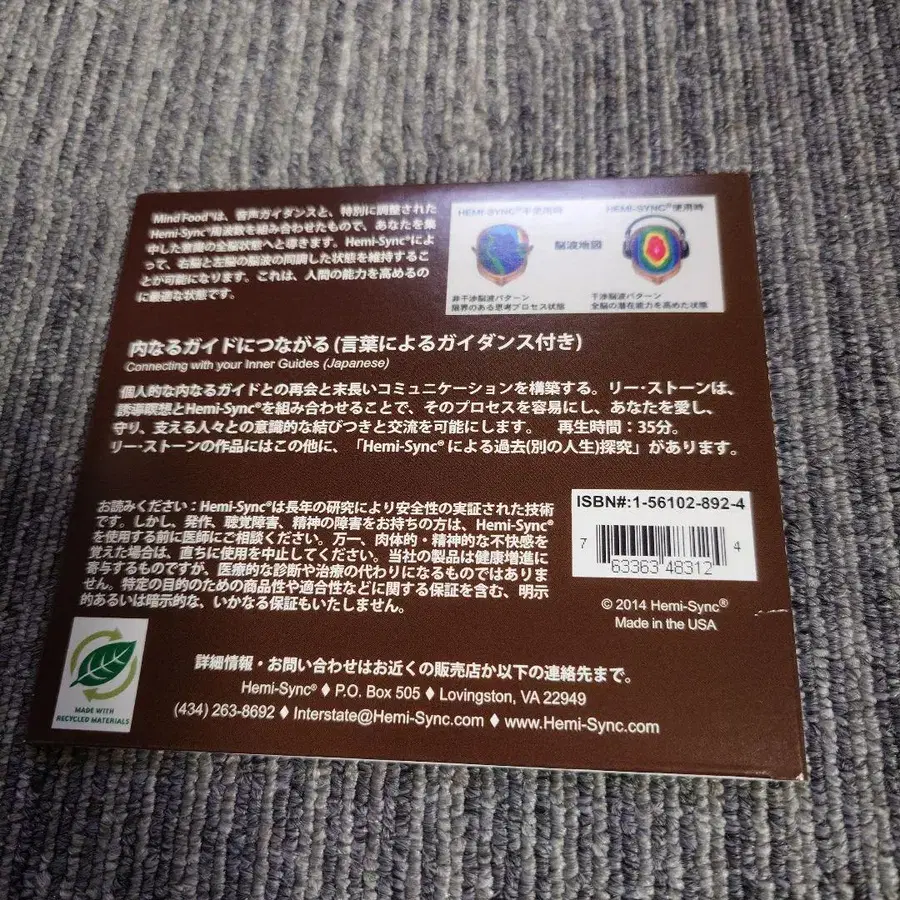 Mind Food®は、音声ガイダンスと、特別に調整された
Hemi-Sync®周波数を組み合わせたもので、あなたを集
中した意識の全脳状態へと導きます。Hemi-Sync®によ
って、右脳と左脳の脳波の同調した状態を維持するこ
とが可能になります。これは、人間の能力を高めるの
に最適な状態です。
HEMI-SYNC®不使用時
HEMI-SYNC®使用時
脳波地図
非干渉脳波パターン
限界のある思考プロセス状態
干渉脳波パターン
全脳の潜在能力を高めた状態
内なるガイドにつながる (言葉によるガイダンス付き)
Connecting with your Inner Guides (Japanese)
個人的な内なるガイドとの再会と末長いコミュニケーションを構築する。リー・ストーンは、
誘導瞑想とHemi-Sync®を組み合わせることで、そのプロセスを容易にし、あなたを愛し、
守り、支える人々との意識的な結びつきと交流を可能にします。 再生時間：35分。
リー・ストーンの作品にはこの他に、「Hemi-Sync® による過去(別の人生)探究」があります。
お読みください：Hemi-Sync®は長年の研究により安全性の実証された技術
です。しかし、発作、聴覚障害、精神の障害をお持ちの方は、Hemi-Sync®
を使用する前に医師にご相談ください。万一、肉体的・精神的な不快感を
覚えた場合は、直ちに使用を中止してください。当社の製品は健康増進に
寄与するものですが、医療的な診断や治療の代わりになるものではありま
せん。特定の目的のための商品性や適合性などに関する保証を含む、明示
的あるいは暗示的な、いかなる保証もいたしません。
ISBN#:1-56102-892-4
7 63363 48312 4
© 2014 Hemi-Sync®
Made in the USA
MADE WITH
RECYCLED MATERIALS
詳細情報・お問い合わせはお近くの販売店か以下の連絡先まで。
Hemi-Sync® ♦ P.O. Box 505 ♦ Lovingston, VA 22949
(434) 263-8692 ♦ Interstate@Hemi-Sync.com ♦ www.Hemi-Sync.com